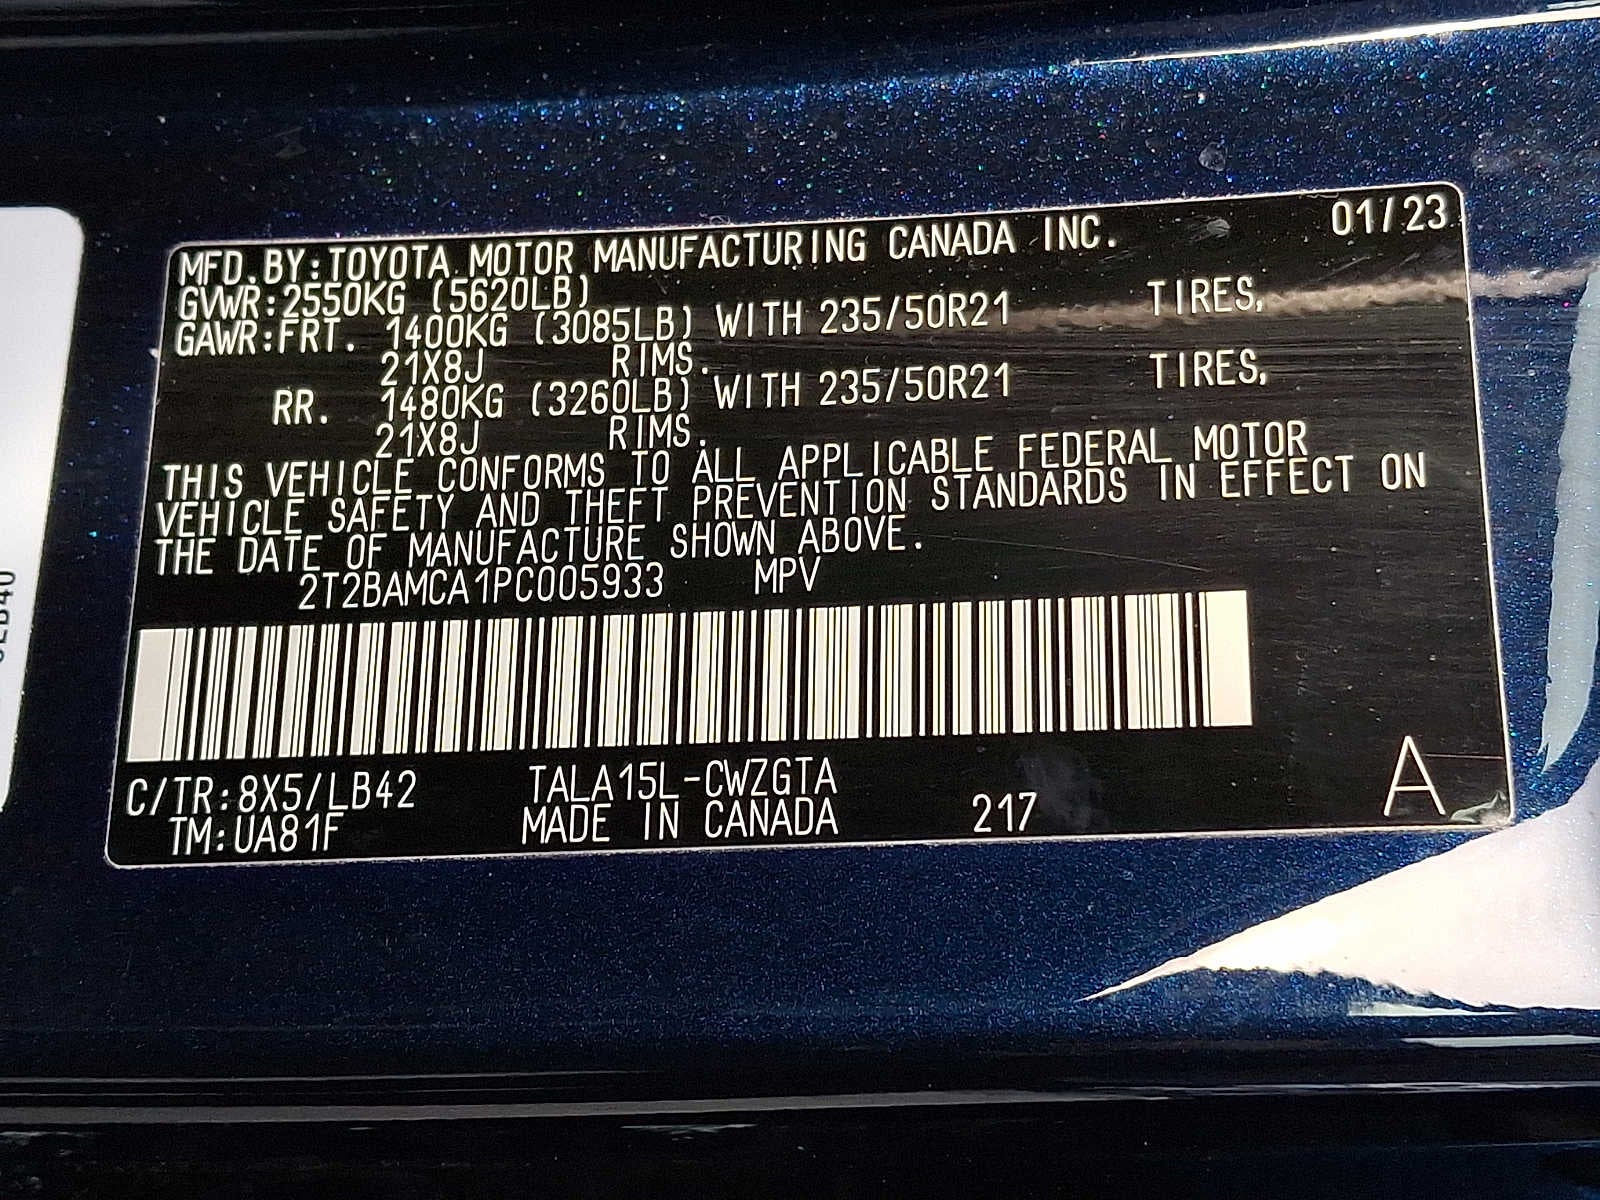 MFD.BY:TOYOTA MOTOR MANUFACTURING CANADA INC. 01/23
GVWR:2550KG (5620LB)
GAWR:FRT. 1400KG (3085LB) WITH 235/50R21 TIRES,
21X8J RIMS.
RR. 1480KG (3260LB) WITH 235/50R21 TIRES,
21X8J RIMS.
THIS VEHICLE CONFORMS TO ALL APPLICABLE FEDERAL MOTOR
VEHICLE SAFETY AND THEFT PREVENTION STANDARDS IN EFFECT ON
THE DATE OF MANUFACTURE SHOWN ABOVE.
2T2BAMCA1PC005933 MPV
C/TR:8X5/LB42 TALA15L-CWZGTA
TM:UA81F MADE IN CANADA 217 A